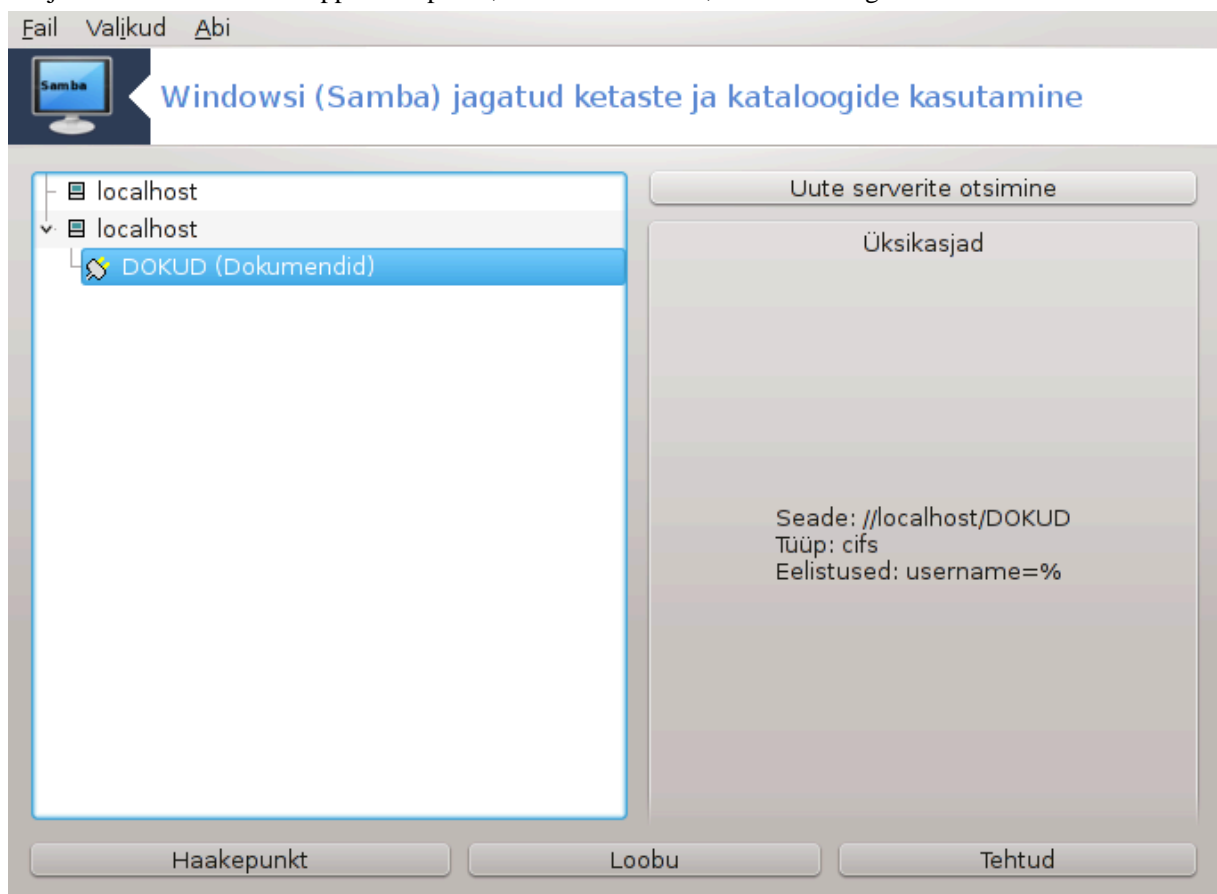 Fail Valikud Abi
Samba
Windowsi (Samba) jagatud ketaste ja kataloogide kasutamine
localhost
localhost
DOKUD (Dokumendid)
Uute serverite otsimine
Üksikasjad
Seade: //localhost/DOKUD
Tüüp: cifs
Eelistused: username=%
Haakepunkt
Loobu
Tehtud